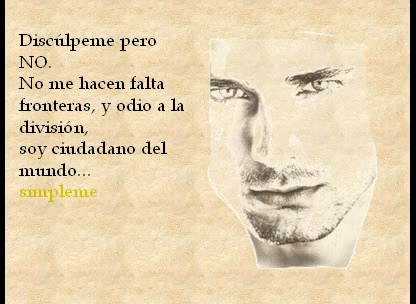 Discúlpeme pero
NO.
No me hacen falta
fronteras, y odio a la
división,
soy ciudadano del
mundo...
simpleme